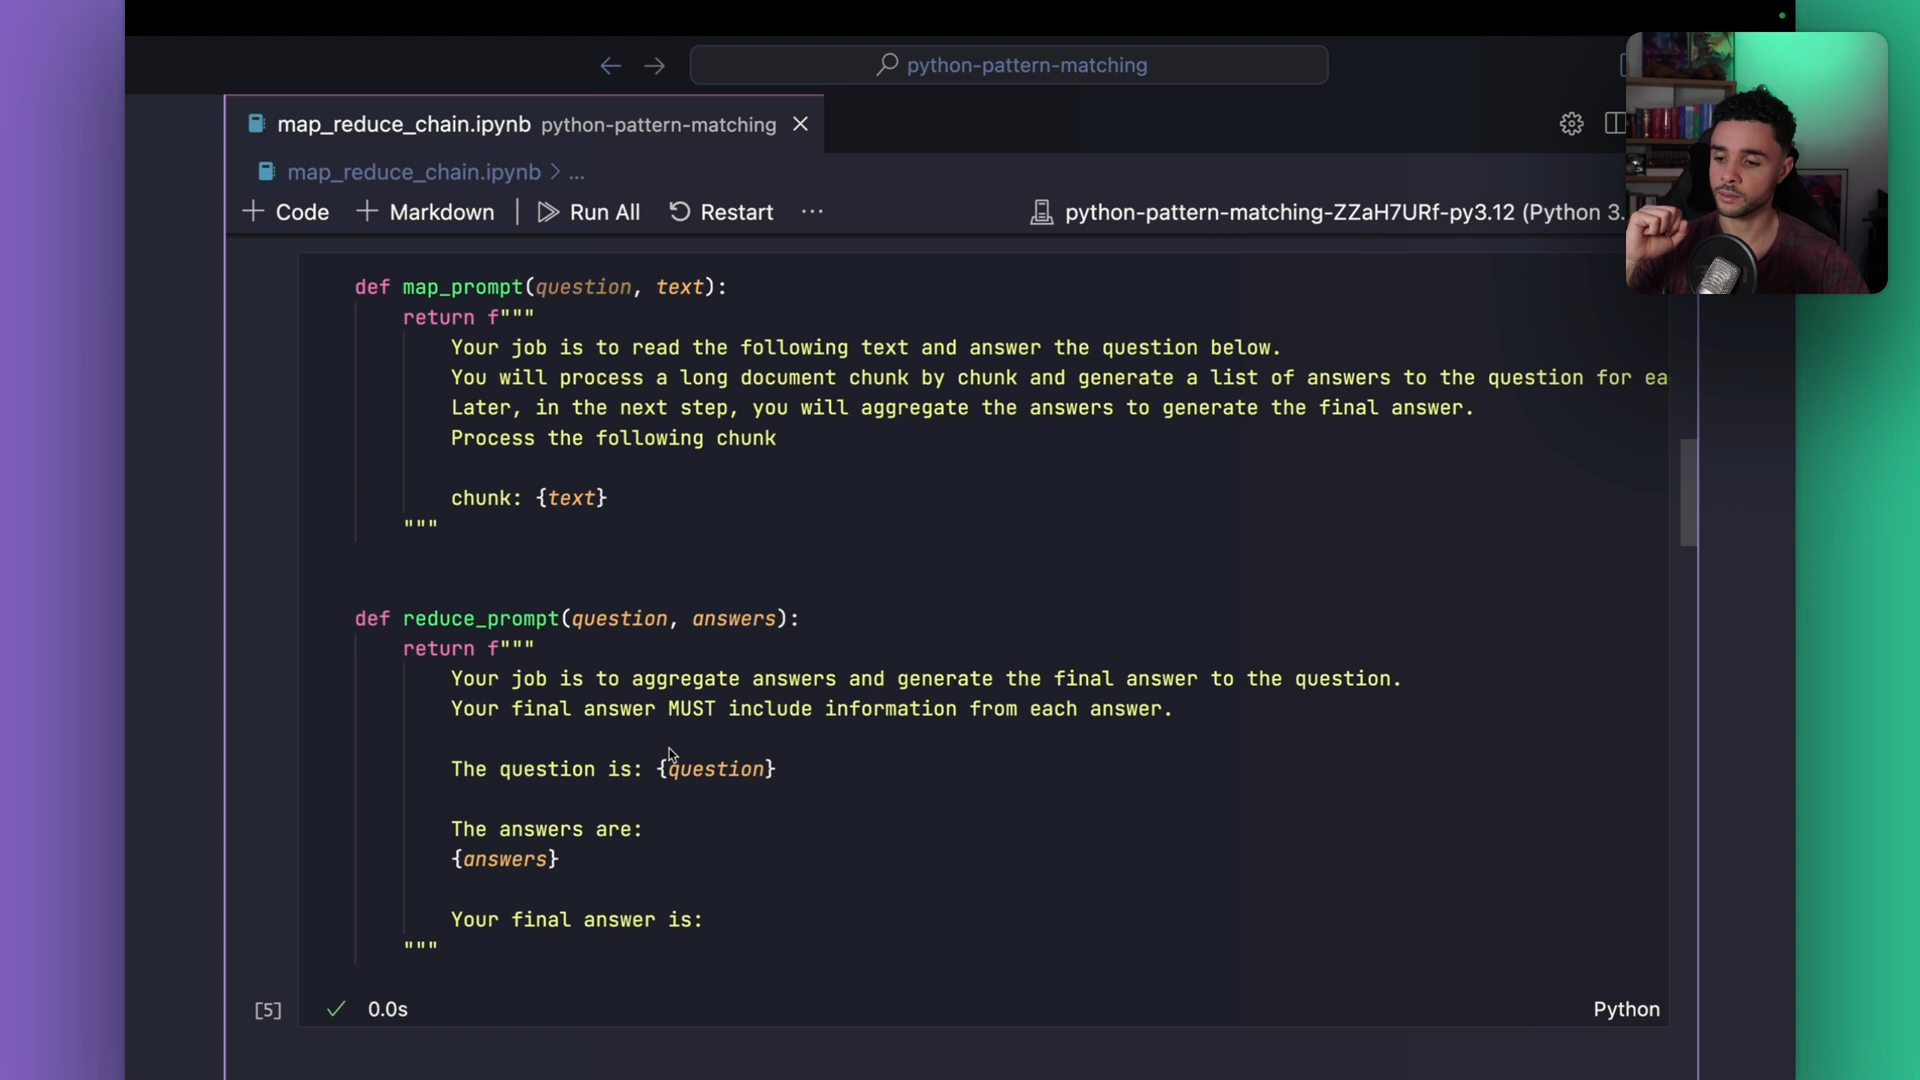 python-pattern-matching
map_reduce_chain.ipynb python-pattern-matching
map_reduce_chain.ipynb > ...
+ Code + Markdown | Run All Restart ...
python-pattern-matching-ZZaH7URf-py3.12 (Python 3.
def map_prompt(question, text):
return f"""
Your job is to read the following text and answer the question below.
You will process a long document chunk by chunk and generate a list of answers to the question for ea
Later, in the next step, you will aggregate the answers to generate the final answer.
Process the following chunk
chunk: {text}
"""
def reduce_prompt(question, answers):
return f"""
Your job is to aggregate answers and generate the final answer to the question.
Your final answer MUST include information from each answer.
The question is: {question}
The answers are:
{answers}
Your final answer is:
"""
[5] 0.0s Python